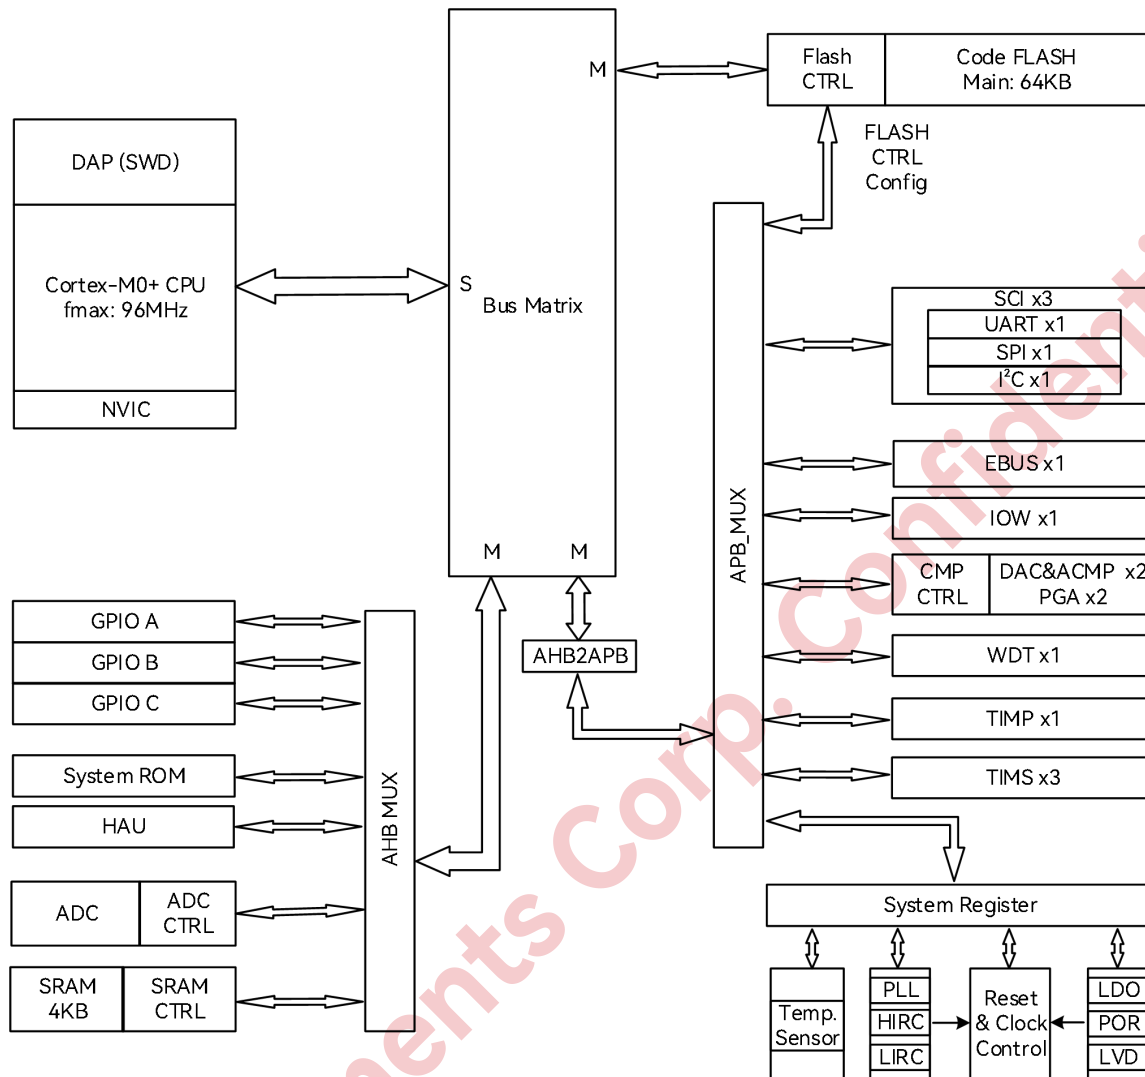 M
Flash
CTRL
Code FLASH
Main: 64KB
FLASH
CTRL
Config
DAP (SWD)
Cortex-M0+ CPU
fmax: 96MHz
NVIC
S
Bus Matrix
M
M
SCI x3
UART x1
SPI x1
I²C x1
EBUS x1
IOW x1
CMP
CTRL
DAC&ACMP x2
PGA x2
WDT x1
TIMP x1
TIMS x3
APB_MUX
AHB2APB
GPIO A
GPIO B
GPIO C
System ROM
HAU
ADC
ADC
CTRL
SRAM
4KB
SRAM
CTRL
AHB MUX
System Register
Temp.
Sensor
PLL
HIRC
LIRC
Reset
& Clock
Control
LDO
POR
LVD
ments Corp. Confidenti